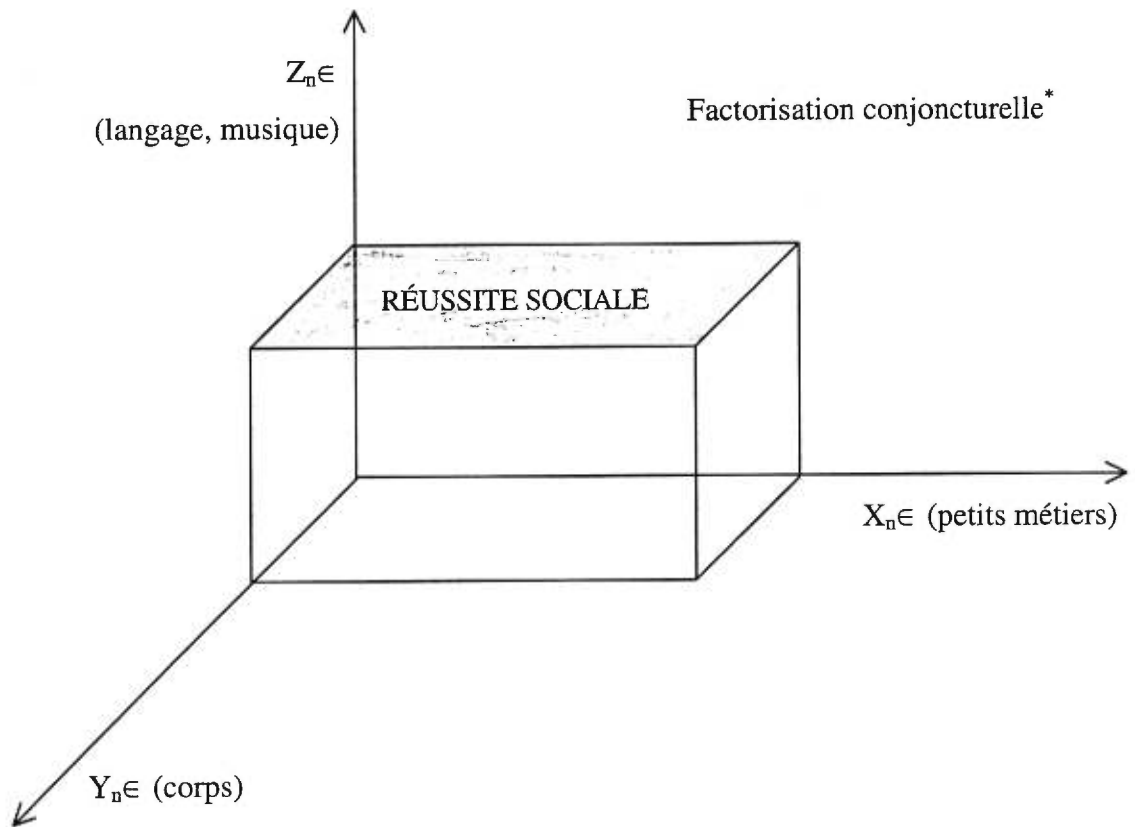 Zₙ∈
(langage, musique)
Factorisation conjoncturelle*
RÉUSSITE SOCIALE
Xₙ∈ (petits métiers)
Yₙ∈ (corps)